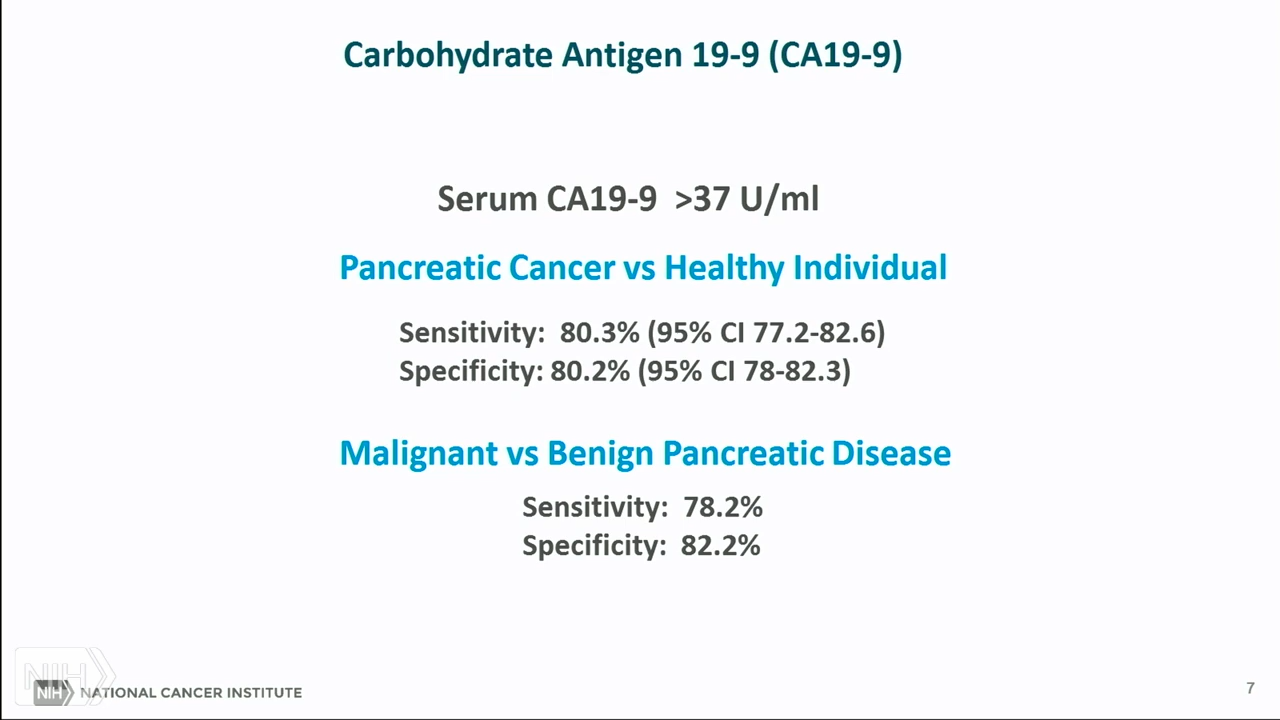 Carbohydrate Antigen 19-9 (CA19-9)
Serum CA19-9 >37 U/ml
Pancreatic Cancer vs Healthy Individual
Sensitivity: 80.3% (95% CI 77.2-82.6)
Specificity: 80.2% (95% CI 78-82.3)
Malignant vs Benign Pancreatic Disease
Sensitivity: 78.2%
Specificity: 82.2%
NIH
NIH NATIONAL CANCER INSTITUTE
7